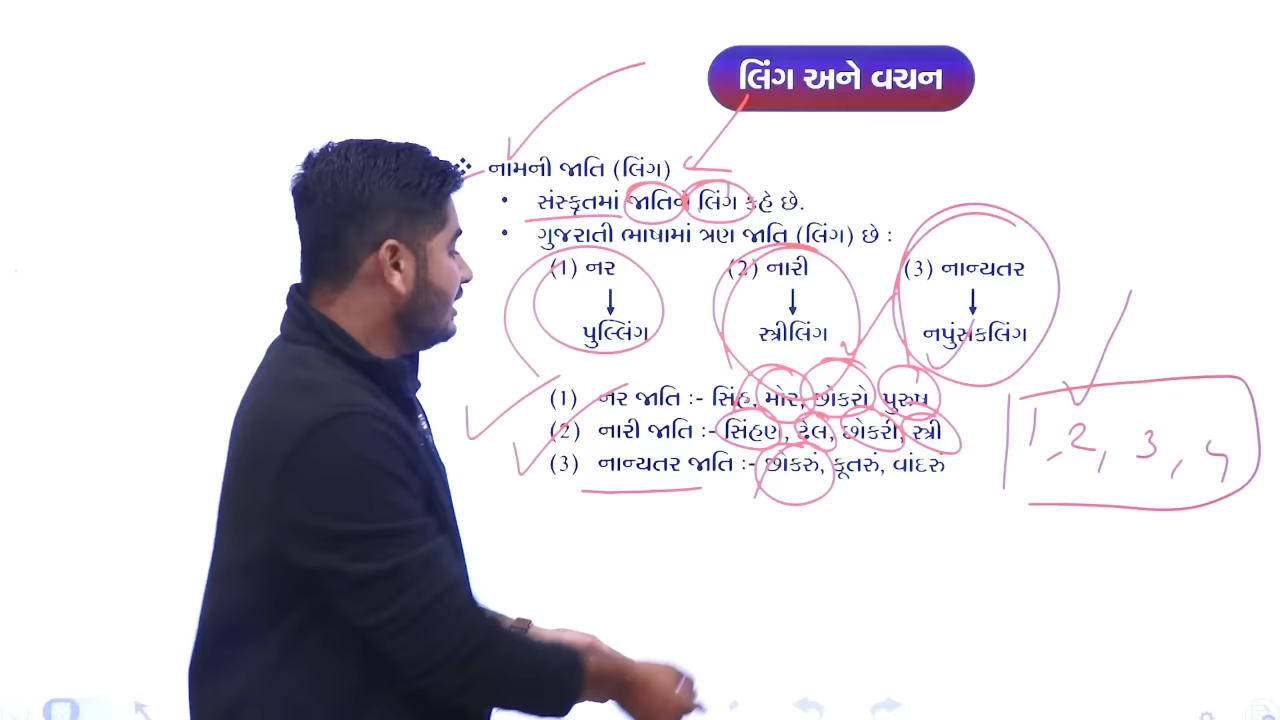 લિંગ અને વચન
❖ નામની જાતિ (લિંગ)
• સંસ્કૃતમાં જાતિને લિંગ કહે છે.
• ગુજરાતી ભાષામાં ત્રણ જાતિ (લિંગ) છે :
(1) નર (2) નારી (3) નાન્યતર
પુલ્લિંગ સ્ત્રીલિંગ નપુંસકલિંગ
(1) નર જાતિ :- સિંહ, મોર, છોકરો, પુરુષ
(2) નારી જાતિ :- સિંહણ, ઢેલ, છોકરી, સ્ત્રી
(3) નાન્યતર જાતિ :- છોકરું, કૂતરું, વાંદરું
1, 2, 3, 4